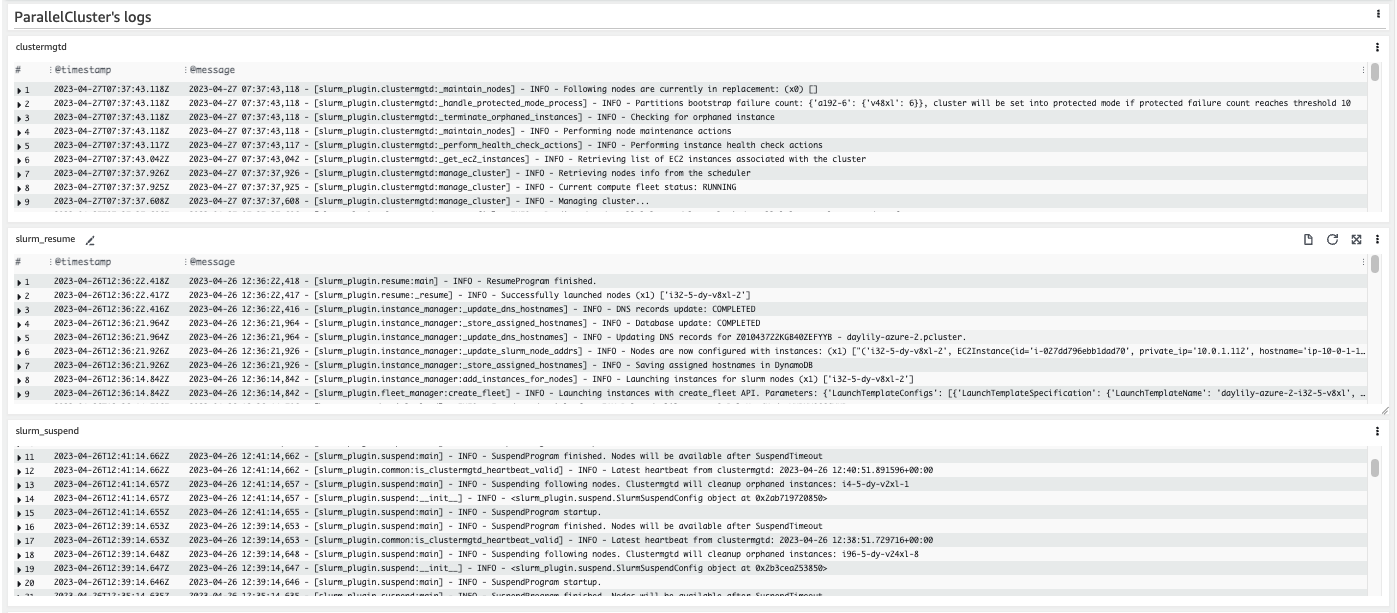 ParallelCluster's logs
clustermgtd
# @timestamp @message
1 2023-04-27T07:37:43.118Z 2023-04-27 07:37:43,118 - [slurm_plugin.clustermgtd:_maintain_nodes] - INFO - Following nodes are currently in replacement: (x0) []
2 2023-04-27T07:37:43.118Z 2023-04-27 07:37:43,118 - [slurm_plugin.clustermgtd:_handle_protected_mode_process] - INFO - Partitions bootstrap failure count: {'a192-6': {'v48xl': 6}}, cluster will be set into protected mode if protected failure count reaches threshold 10
3 2023-04-27T07:37:43.118Z 2023-04-27 07:37:43,118 - [slurm_plugin.clustermgtd:_terminate_orphaned_instances] - INFO - Checking for orphaned instance
4 2023-04-27T07:37:43.118Z 2023-04-27 07:37:43,118 - [slurm_plugin.clustermgtd:_maintain_nodes] - INFO - Performing node maintenance actions
5 2023-04-27T07:37:43.117Z 2023-04-27 07:37:43,117 - [slurm_plugin.clustermgtd:_perform_health_check_actions] - INFO - Performing instance health check actions
6 2023-04-27T07:37:43.042Z 2023-04-27 07:37:43,042 - [slurm_plugin.clustermgtd:_get_ec2_instances] - INFO - Retrieving list of EC2 instances associated with the cluster
7 2023-04-27T07:37:37.926Z 2023-04-27 07:37:37,926 - [slurm_plugin.clustermgtd:manage_cluster] - INFO - Retrieving nodes info from the scheduler
8 2023-04-27T07:37:37.925Z 2023-04-27 07:37:37,925 - [slurm_plugin.clustermgtd:manage_cluster] - INFO - Current compute fleet status: RUNNING
9 2023-04-27T07:37:37.608Z 2023-04-27 07:37:37,608 - [slurm_plugin.clustermgtd:manage_cluster] - INFO - Managing cluster...
slurm_resume
# @timestamp @message
1 2023-04-26T12:36:22.418Z 2023-04-26 12:36:22,418 - [slurm_plugin.resume:main] - INFO - ResumeProgram finished.
2 2023-04-26T12:36:22.417Z 2023-04-26 12:36:22,417 - [slurm_plugin.resume:_resume] - INFO - Successfully launched nodes (x1) ['i32-5-dy-v8xl-2']
3 2023-04-26T12:36:22.416Z 2023-04-26 12:36:22,416 - [slurm_plugin.instance_manager:_update_dns_hostnames] - INFO - DNS records update: COMPLETED
4 2023-04-26T12:36:21.964Z 2023-04-26 12:36:21,964 - [slurm_plugin.instance_manager:_store_assigned_hostnames] - INFO - Database update: COMPLETED
5 2023-04-26T12:36:21.964Z 2023-04-26 12:36:21,964 - [slurm_plugin.instance_manager:_update_dns_hostnames] - INFO - Updating DNS records for Z010437Z2KGB40ZEFYYB - daylily-azure-2.pcluster.
6 2023-04-26T12:36:21.926Z 2023-04-26 12:36:21,926 - [slurm_plugin.instance_manager:_update_slurm_node_addrs] - INFO - Nodes are now configured with instances: (x1) ["('i32-5-dy-v8xl-2', EC2Instance(id='i-027dd796ebb1dad70', private_ip='10.0.1.112', hostname='ip-10-0-1-1...
7 2023-04-26T12:36:21.926Z 2023-04-26 12:36:21,926 - [slurm_plugin.instance_manager:_store_assigned_hostnames] - INFO - Saving assigned hostnames in DynamoDB
8 2023-04-26T12:36:14.842Z 2023-04-26 12:36:14,842 - [slurm_plugin.instance_manager:add_instances_for_nodes] - INFO - Launching instances for slurm nodes (x1) ['i32-5-dy-v8xl-2']
9 2023-04-26T12:36:14.842Z 2023-04-26 12:36:14,842 - [slurm_plugin.fleet_manager:create_fleet] - INFO - Launching instances with create_fleet API. Parameters: {'LaunchTemplateConfigs': [{'LaunchTemplateSpecification': {'LaunchTemplateName': 'daylily-azure-2-i32-5-v8xl', ...
slurm_suspend
11 2023-04-26T12:41:14.662Z 2023-04-26 12:41:14,662 - [slurm_plugin.suspend:main] - INFO - SuspendProgram finished. Nodes will be available after SuspendTimeout
12 2023-04-26T12:41:14.662Z 2023-04-26 12:41:14,662 - [slurm_plugin.common:is_clustermgtd_heartbeat_valid] - INFO - Latest heartbeat from clustermgtd: 2023-04-26 12:40:51.891596+00:00
13 2023-04-26T12:41:14.657Z 2023-04-26 12:41:14,657 - [slurm_plugin.suspend:main] - INFO - Suspending following nodes. Clustermgtd will cleanup orphaned instances: i4-5-dy-v2xl-1
14 2023-04-26T12:41:14.657Z 2023-04-26 12:41:14,657 - [slurm_plugin.suspend:__init__] - INFO - <slurm_plugin.suspend.SlurmSuspendConfig object at 0x2ab719720850>
15 2023-04-26T12:41:14.655Z 2023-04-26 12:41:14,655 - [slurm_plugin.suspend:main] - INFO - SuspendProgram startup.
16 2023-04-26T12:39:14.653Z 2023-04-26 12:39:14,653 - [slurm_plugin.suspend:main] - INFO - SuspendProgram finished. Nodes will be available after SuspendTimeout
17 2023-04-26T12:39:14.653Z 2023-04-26 12:39:14,653 - [slurm_plugin.common:is_clustermgtd_heartbeat_valid] - INFO - Latest heartbeat from clustermgtd: 2023-04-26 12:38:51.729716+00:00
18 2023-04-26T12:39:14.648Z 2023-04-26 12:39:14,648 - [slurm_plugin.suspend:main] - INFO - Suspending following nodes. Clustermgtd will cleanup orphaned instances: i96-5-dy-v24xl-8
19 2023-04-26T12:39:14.647Z 2023-04-26 12:39:14,647 - [slurm_plugin.suspend:__init__] - INFO - <slurm_plugin.suspend.SlurmSuspendConfig object at 0x2b3cea253850>
20 2023-04-26T12:39:14.646Z 2023-04-26 12:39:14,646 - [slurm_plugin.suspend:main] - INFO - SuspendProgram startup.